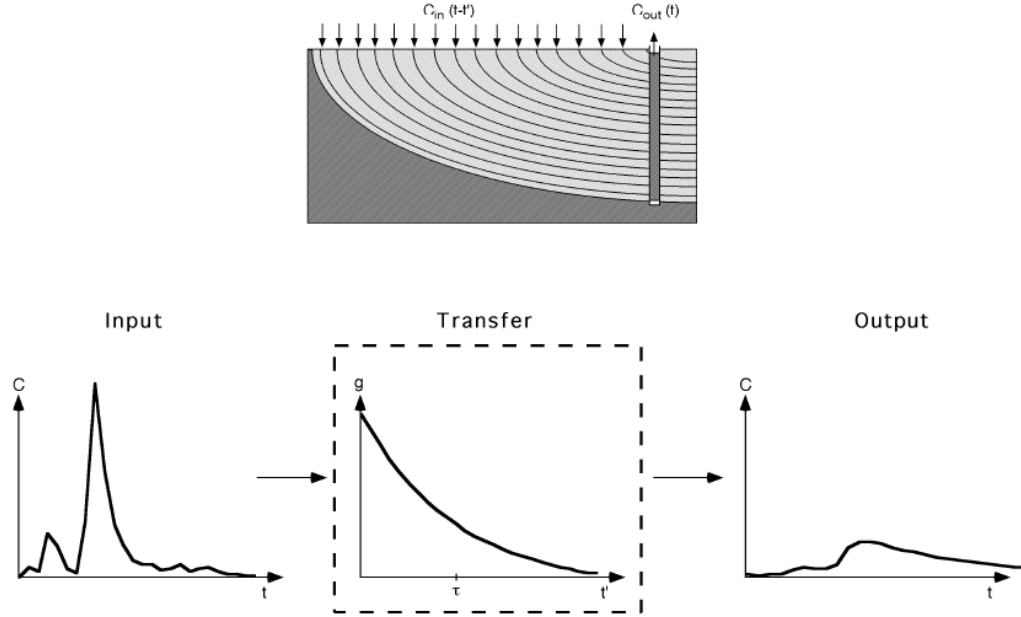 C_in (t-t') C_out (t)
Input Transfer Output
C g C
t τ t' t